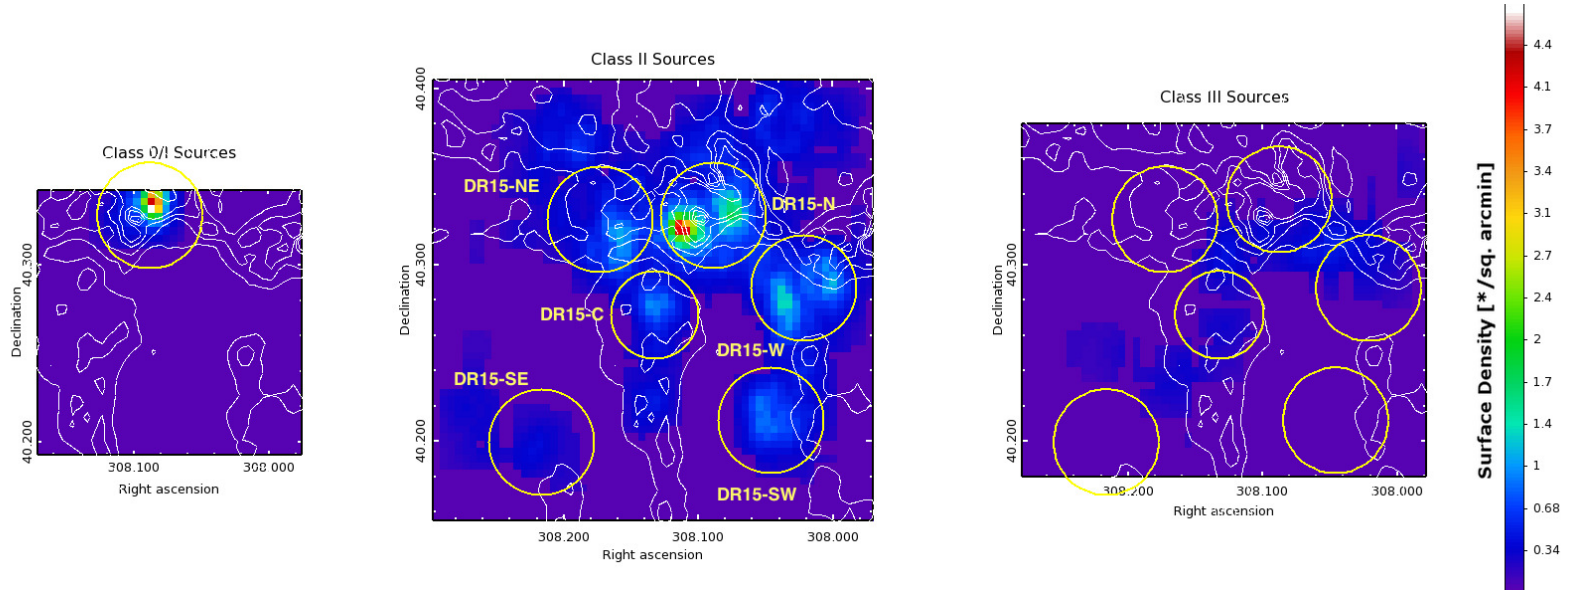 Class 0/I Sources
40.300
40.200
Declination
308.100
308.000
Right ascension
Class II Sources
40.400
40.300
40.200
Declination
DR15-NE
DR15-N
DR15-C
DR15-W
DR15-SE
DR15-SW
308.200
308.100
308.000
Right ascension
Class III Sources
40.300
40.200
Declination
308.200
308.100
308.000
Right ascension
Surface Density [*/sq. arcmin]
4.4
4.1
3.7
3.4
3.1
2.7
2.4
2
1.7
1.4
1
0.68
0.34